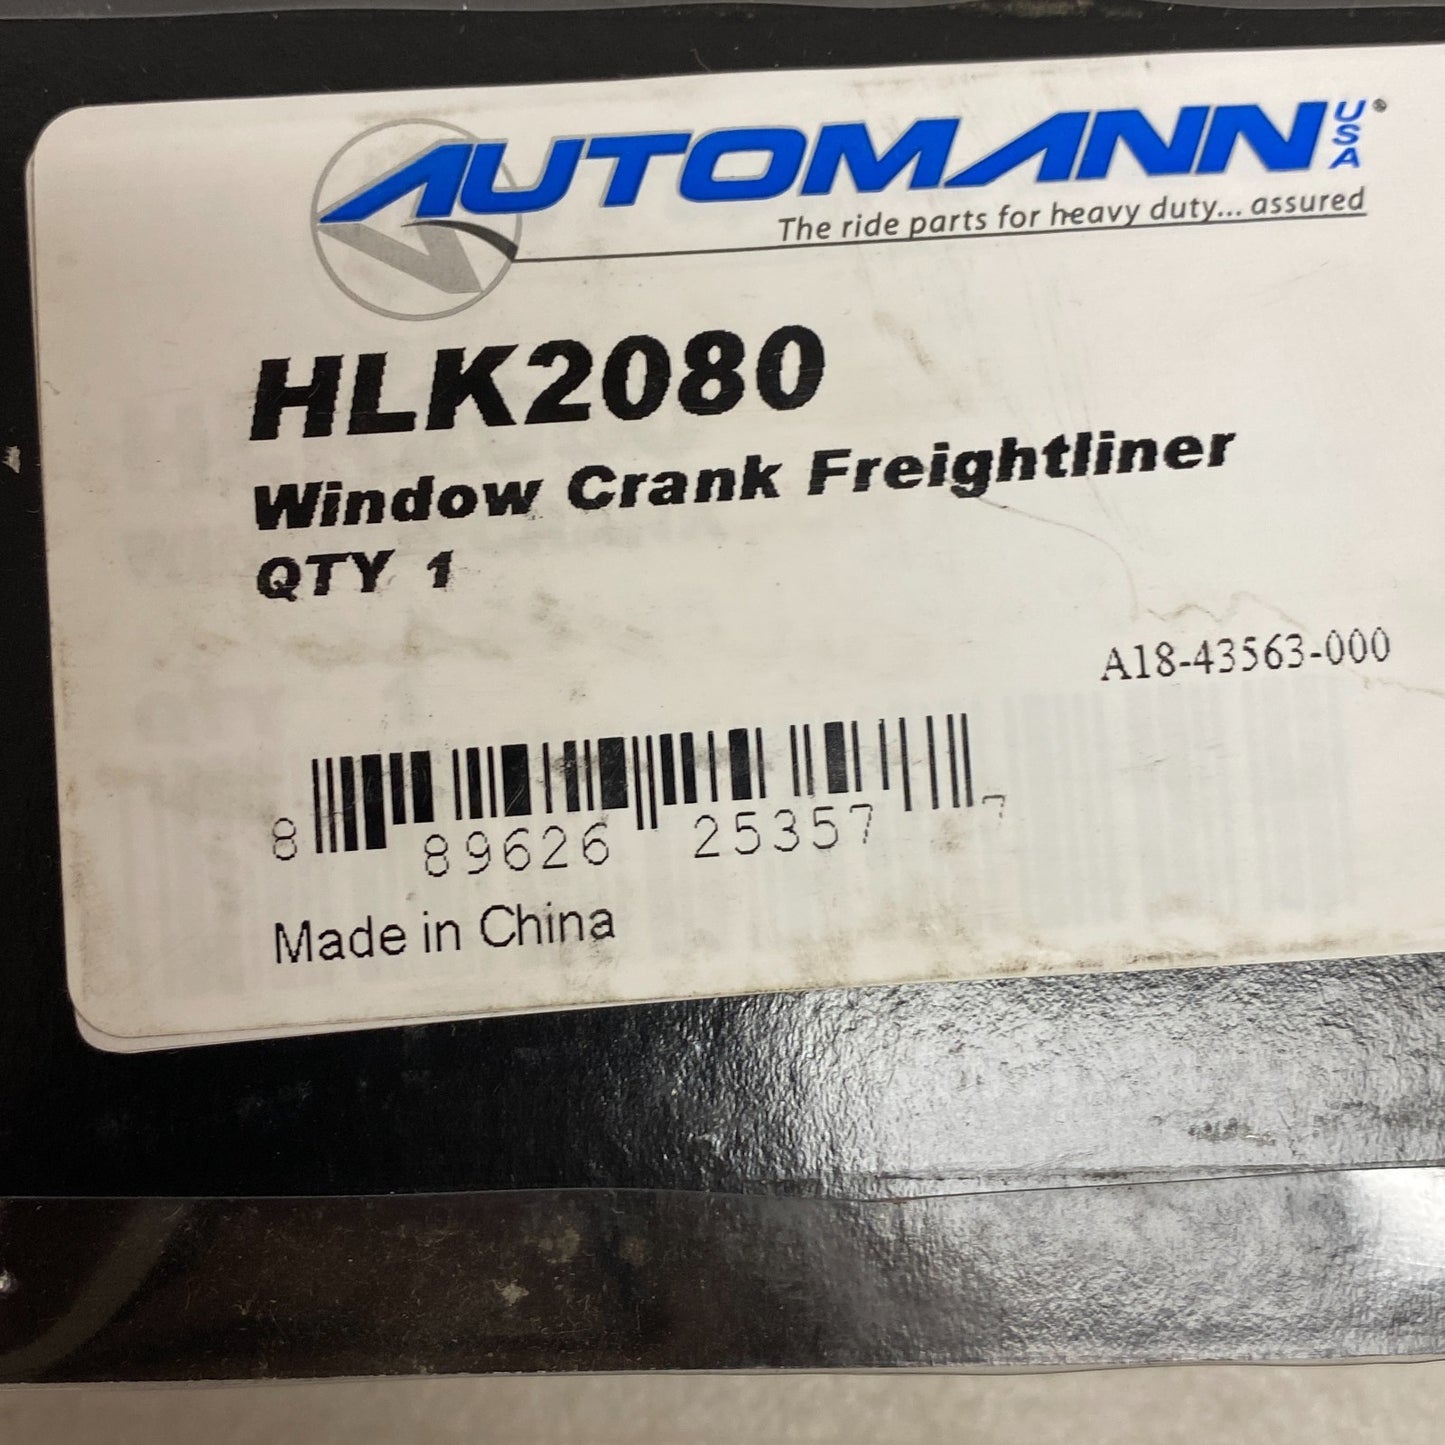 AUTOMANN USA®
The ride parts for heavy duty... assured
HLK2080
Window Crank Freightliner
QTY 1
A18-43563-000
8 89626 25357 7
Made in China